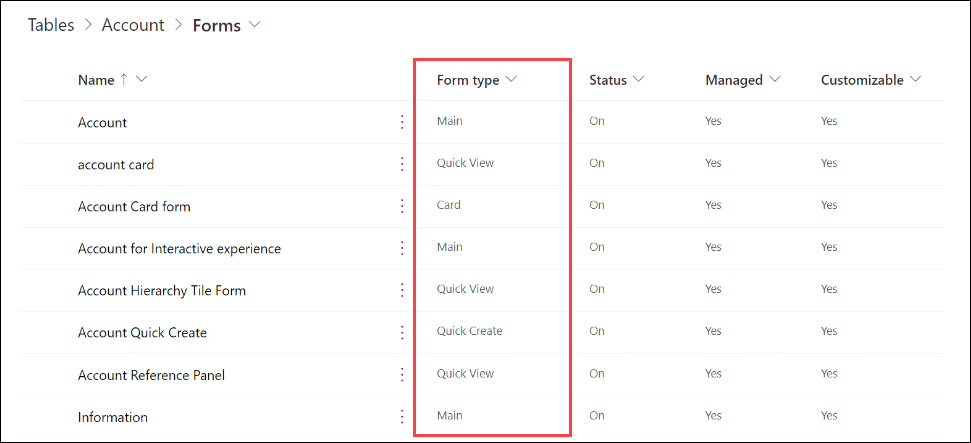 Tables > Account > Forms
Name ↑ Form type Status Managed Customizable
Account Main On Yes Yes
account card Quick View On Yes Yes
Account Card form Card On Yes Yes
Account for Interactive experience Main On Yes Yes
Account Hierarchy Tile Form Quick View On Yes Yes
Account Quick Create Quick Create On Yes Yes
Account Reference Panel Quick View On Yes Yes
Information Main On Yes Yes